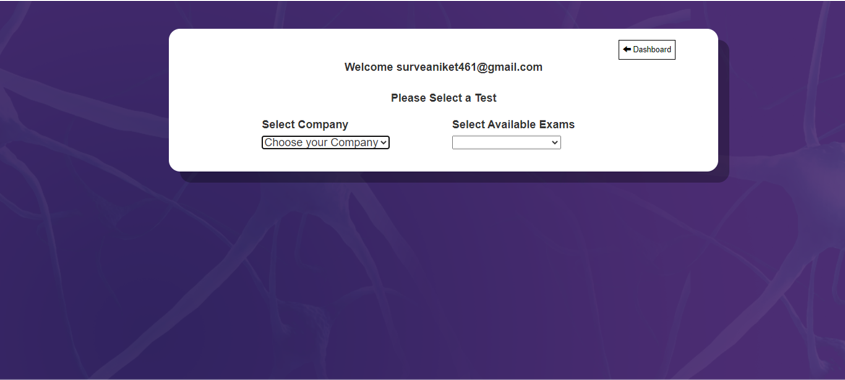 Dashboard
Welcome surveaniket461@gmail.com
Please Select a Test
Select Company
Select Available Exams
Choose your Company